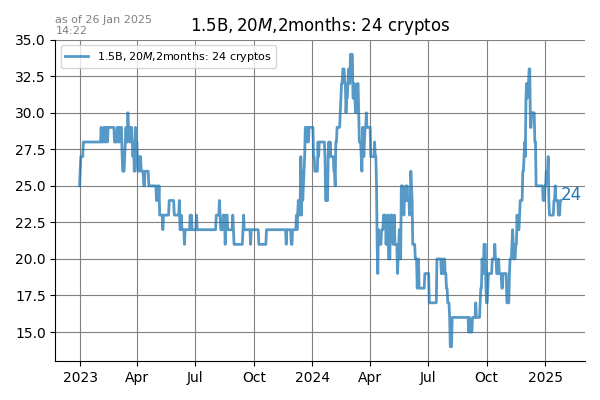 as of 26 Jan 2025
14:22
1.5B, 20M,2months: 24 cryptos
1.5B, 20M,2months: 24 cryptos
35.0
32.5
30.0
27.5
25.0
22.5
20.0
17.5
15.0
24
2023 Apr Jul Oct 2024 Apr Jul Oct 2025